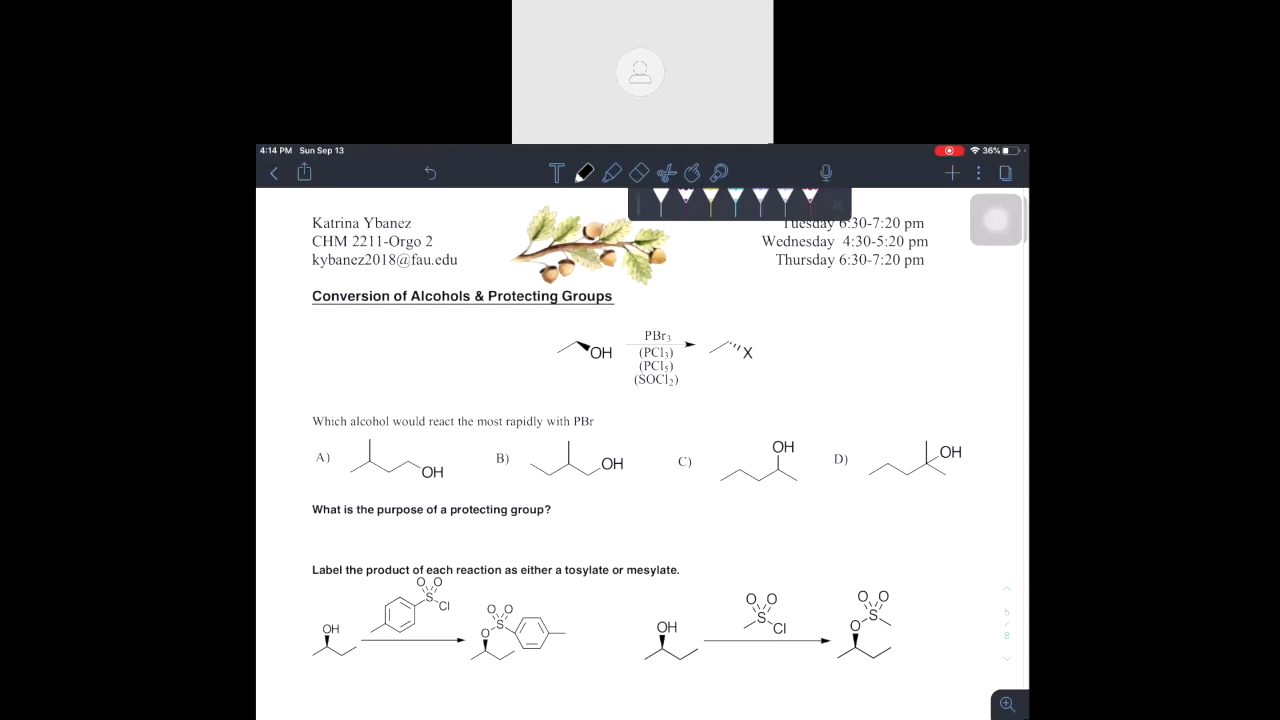 4:14 PM Sun Sep 13
36%
T
Katrina Ybanez
CHM 2211-Orgo 2
kybanez2018@fau.edu
Tuesday 6:30-7:20 pm
Wednesday 4:30-5:20 pm
Thursday 6:30-7:20 pm
Conversion of Alcohols & Protecting Groups
OH
PBr₃
(PCl₃)
(PCl₅)
(SOCl₂)
X
Which alcohol would react the most rapidly with PBr
A) OH
B) OH
C) OH
D) OH
What is the purpose of a protecting group?
Label the product of each reaction as either a tosylate or mesylate.
OH
O O
S
Cl
O O
S
O
OH
O O
S
Cl
O O
S
O
5
/
8